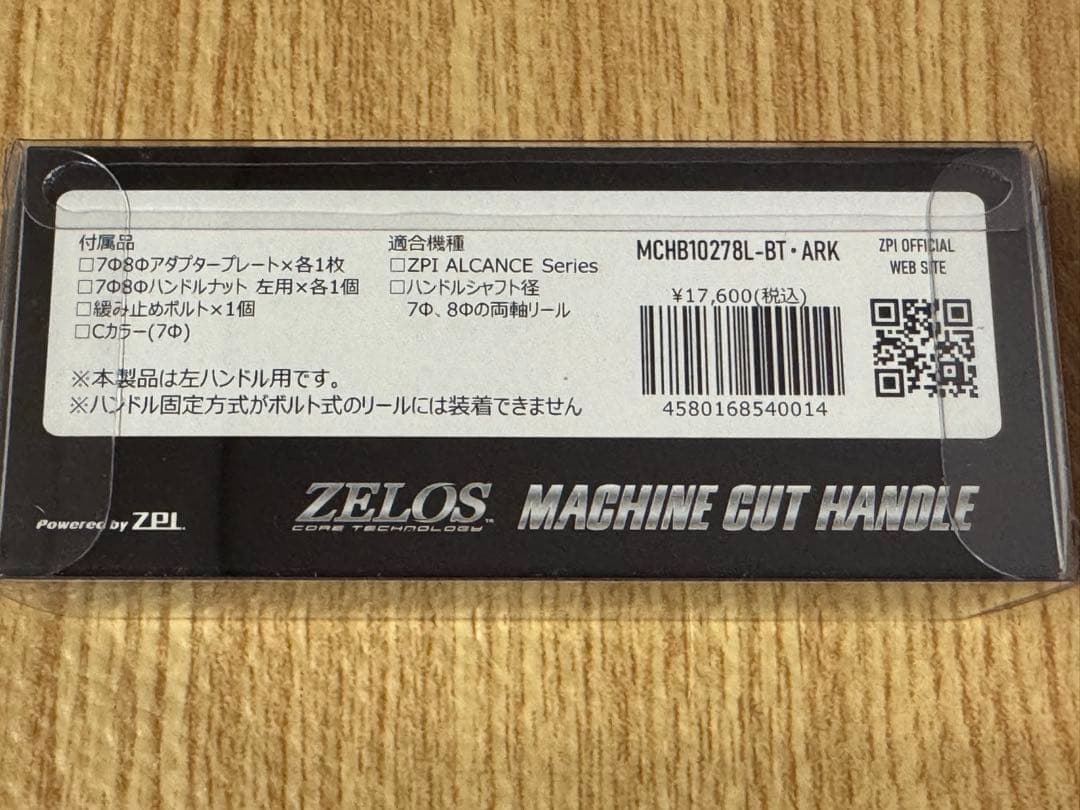 付属品
□7Φ8Φアダプタープレート×各1枚
□7Φ8Φハンドルナット 左用×各1個
□緩み止めボルト×1個
□Cカラー(7Φ)
適合機種
□ZPI ALCANCE Series
□ハンドルシャフト径
7Φ、8Φの両軸リール
※本製品は左ハンドル用です。
※ハンドル固定方式がボルト式のリールには装着できません
MCHB10278L-BT・ARK
¥17,600(税込)
4580168540014
ZPI OFFICIAL
WEB SITE
Powered by ZPI.
ZELOS™
CORE TECHNOLOGY
MACHINE CUT HANDLE